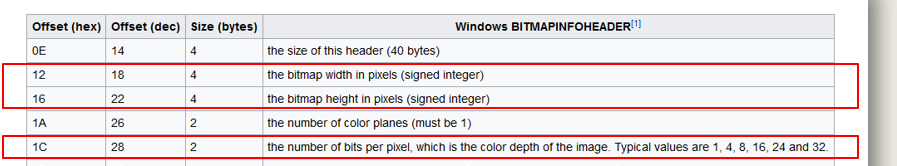 Offset (hex) Offset (dec) Size (bytes) Windows BITMAPINFOHEADER[1]
0E 14 4 the size of this header (40 bytes)
12 18 4 the bitmap width in pixels (signed integer)
16 22 4 the bitmap height in pixels (signed integer)
1A 26 2 the number of color planes (must be 1)
1C 28 2 the number of bits per pixel, which is the color depth of the image. Typical values are 1, 4, 8, 16, 24 and 32.